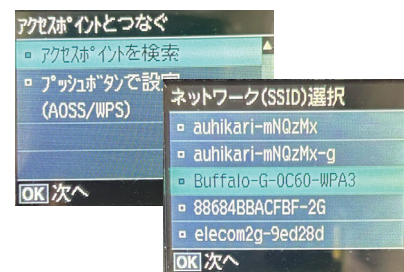 アクセスポイントとつなぐ
アクセスポイントを検索
プッシュボタンで設定
(AOSS/WPS)
OK 次へ
ネットワーク(SSID)選択
auhikari-mNQzMx
auhikari-mNQzMx-g
Buffalo-G-0C60-WPA3
88684BBACFBF-2G
elecom2g-9ed28d
OK 次へ